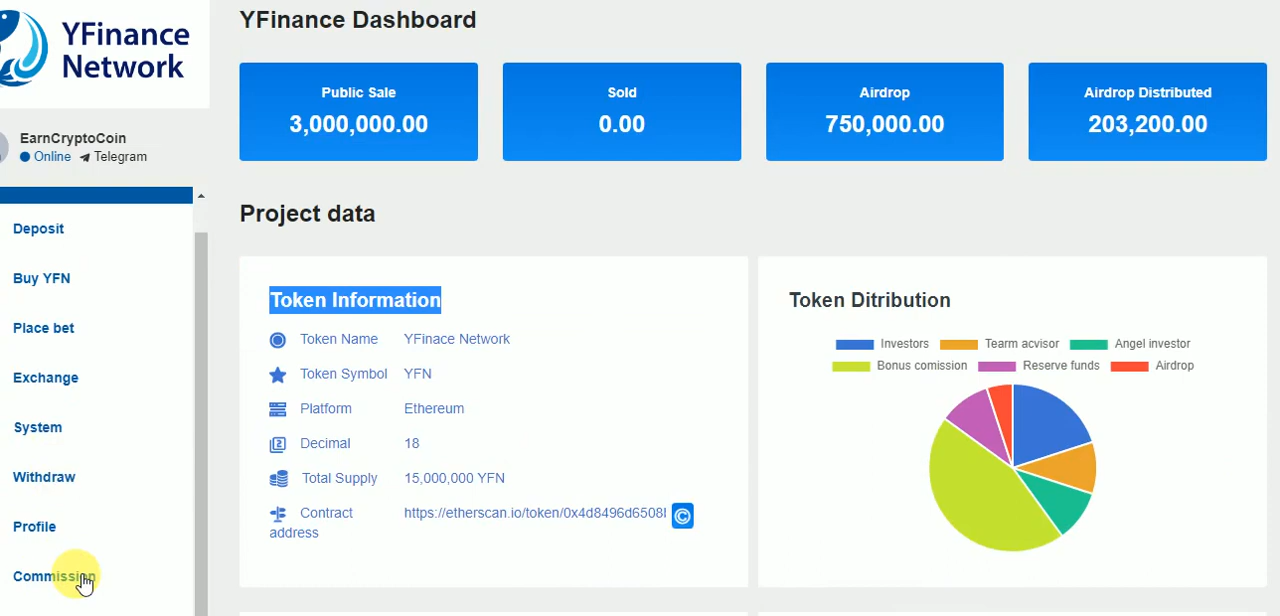 YFinance
Network
EarnCryptoCoin
Online Telegram
Deposit
Buy YFN
Place bet
Exchange
System
Withdraw
Profile
Commission
YFinance Dashboard
Public Sale
3,000,000.00
Sold
0.00
Airdrop
750,000.00
Airdrop Distributed
203,200.00
Project data
Token Information
Token Name YFinace Network
Token Symbol YFN
Platform Ethereum
Decimal 18
Total Supply 15,000,000 YFN
Contract address https://etherscan.io/token/0x4d8496d6508
Token Ditribution
Investors Tearm acvisor Angel investor
Bonus comission Reserve funds Airdrop